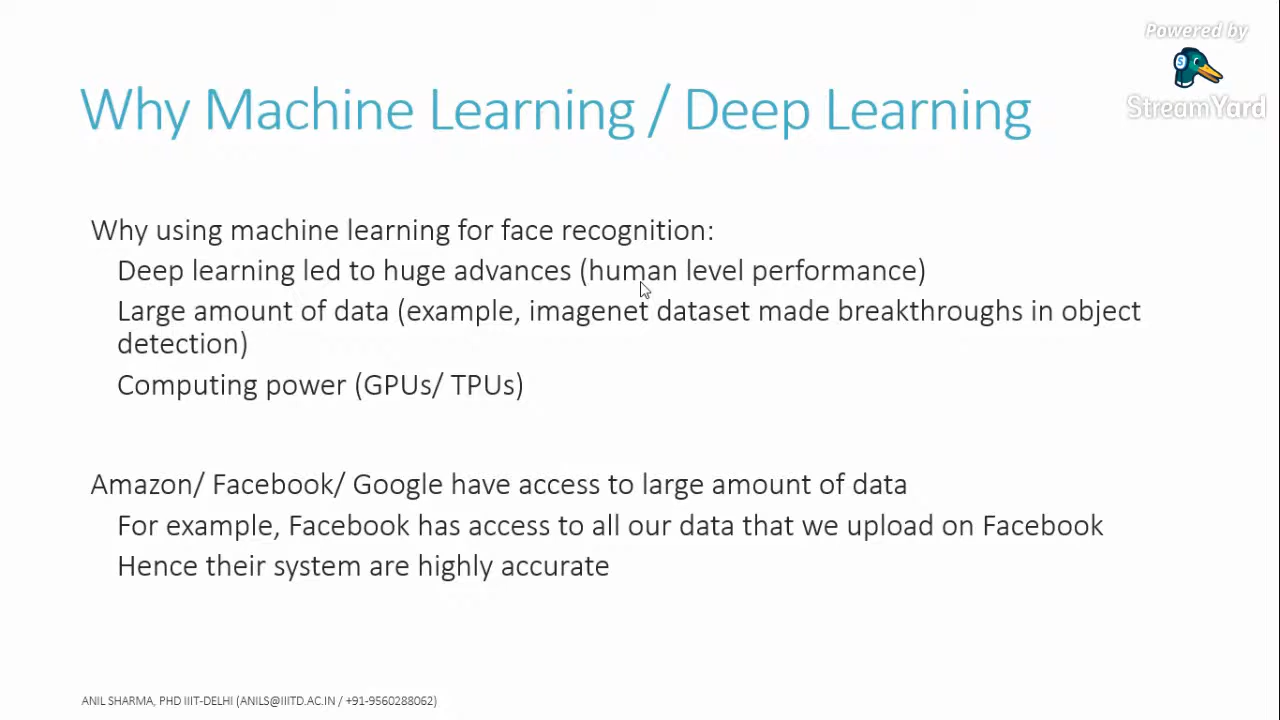 Powered by
StreamYard
Why Machine Learning / Deep Learning
Why using machine learning for face recognition:
Deep learning led to huge advances (human level performance)
Large amount of data (example, imagenet dataset made breakthroughs in object
detection)
Computing power (GPUs/ TPUs)
Amazon/ Facebook/ Google have access to large amount of data
For example, Facebook has access to all our data that we upload on Facebook
Hence their system are highly accurate
ANIL SHARMA, PHD IIIT-DELHI (ANILS@IIITD.AC.IN / +91-9560288062)